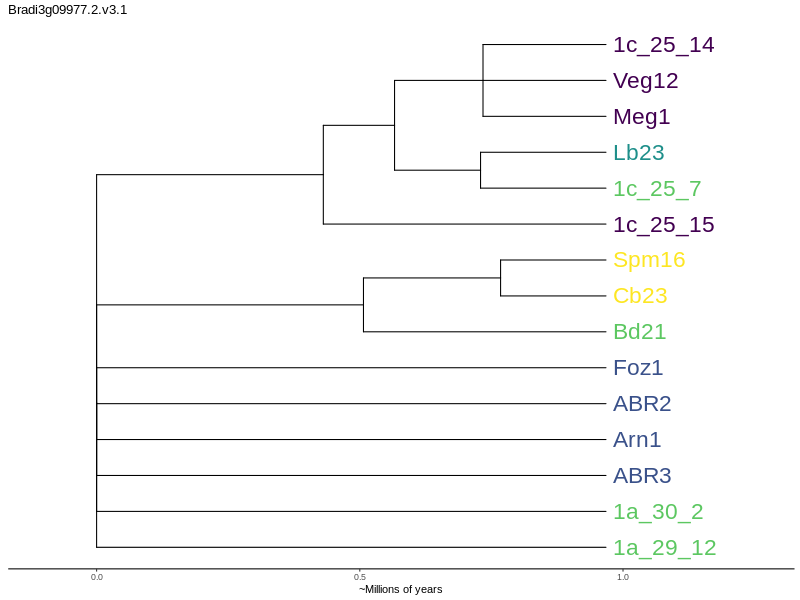 Bradi3g09977.2.v3.1
1c_25_14
Veg12
Meg1
Lb23
1c_25_7
1c_25_15
Spm16
Cb23
Bd21
Foz1
ABR2
Arn1
ABR3
1a_30_2
1a_29_12
0.0 0.5 1.0
~Millions of years